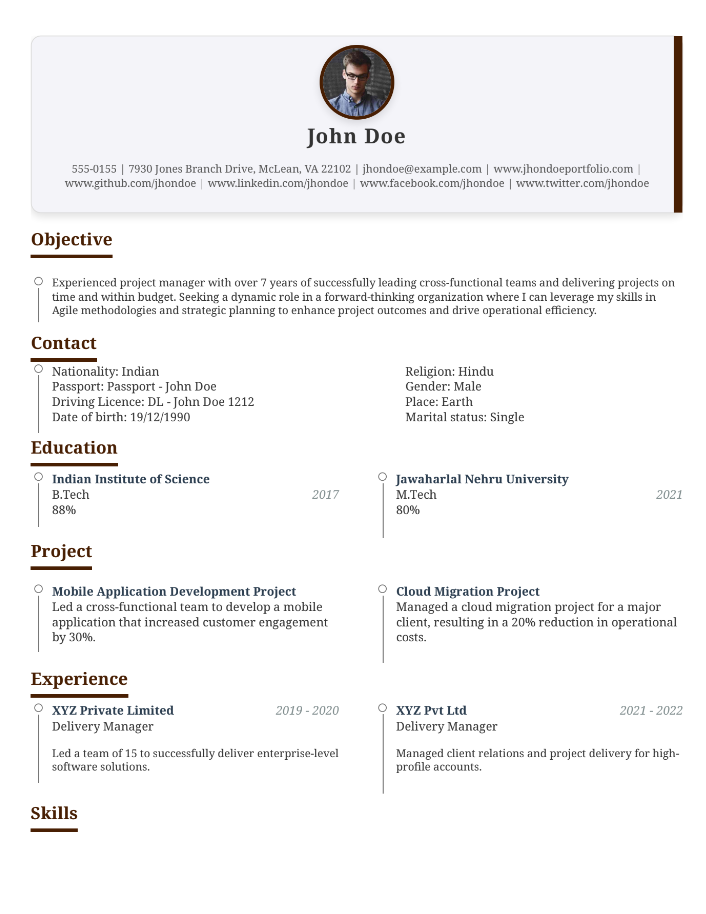 John Doe
555-0155 | 7930 Jones Branch Drive, McLean, VA 22102 | jhondoe@example.com | www.jhondoeportfolio.com |
www.github.com/jhondoe | www.linkedin.com/jhondoe | www.facebook.com/jhondoe | www.twitter.com/jhondoe
Objective
Experienced project manager with over 7 years of successfully leading cross-functional teams and delivering projects on
time and within budget. Seeking a dynamic role in a forward-thinking organization where I can leverage my skills in
Agile methodologies and strategic planning to enhance project outcomes and drive operational efficiency.
Contact
Nationality: Indian
Passport: Passport - John Doe
Driving Licence: DL - John Doe 1212
Date of birth: 19/12/1990
Religion: Hindu
Gender: Male
Place: Earth
Marital status: Single
Education
Indian Institute of Science
B.Tech 2017
88%
Jawaharlal Nehru University
M.Tech 2021
80%
Project
Mobile Application Development Project
Led a cross-functional team to develop a mobile
application that increased customer engagement
by 30%.
Cloud Migration Project
Managed a cloud migration project for a major
client, resulting in a 20% reduction in operational
costs.
Experience
XYZ Private Limited 2019 - 2020
Delivery Manager
Led a team of 15 to successfully deliver enterprise-level
software solutions.
XYZ Pvt Ltd 2021 - 2022
Delivery Manager
Managed client relations and project delivery for high-
profile accounts.
Skills